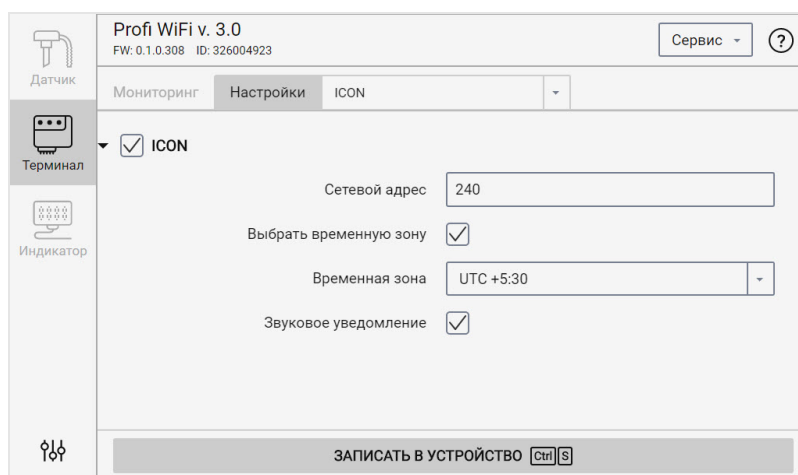 Profi WiFi v. 3.0
FW: 0.1.0.308 ID: 326004923
Сервис
?
Датчик
Мониторинг Настройки ICON
ICON
Терминал
Сетевой адрес 240
Выбрать временную зону
Индикатор
Временная зона UTC +5:30
Звуковое уведомление
ЗАПИСАТЬ В УСТРОЙСТВО Ctrl S